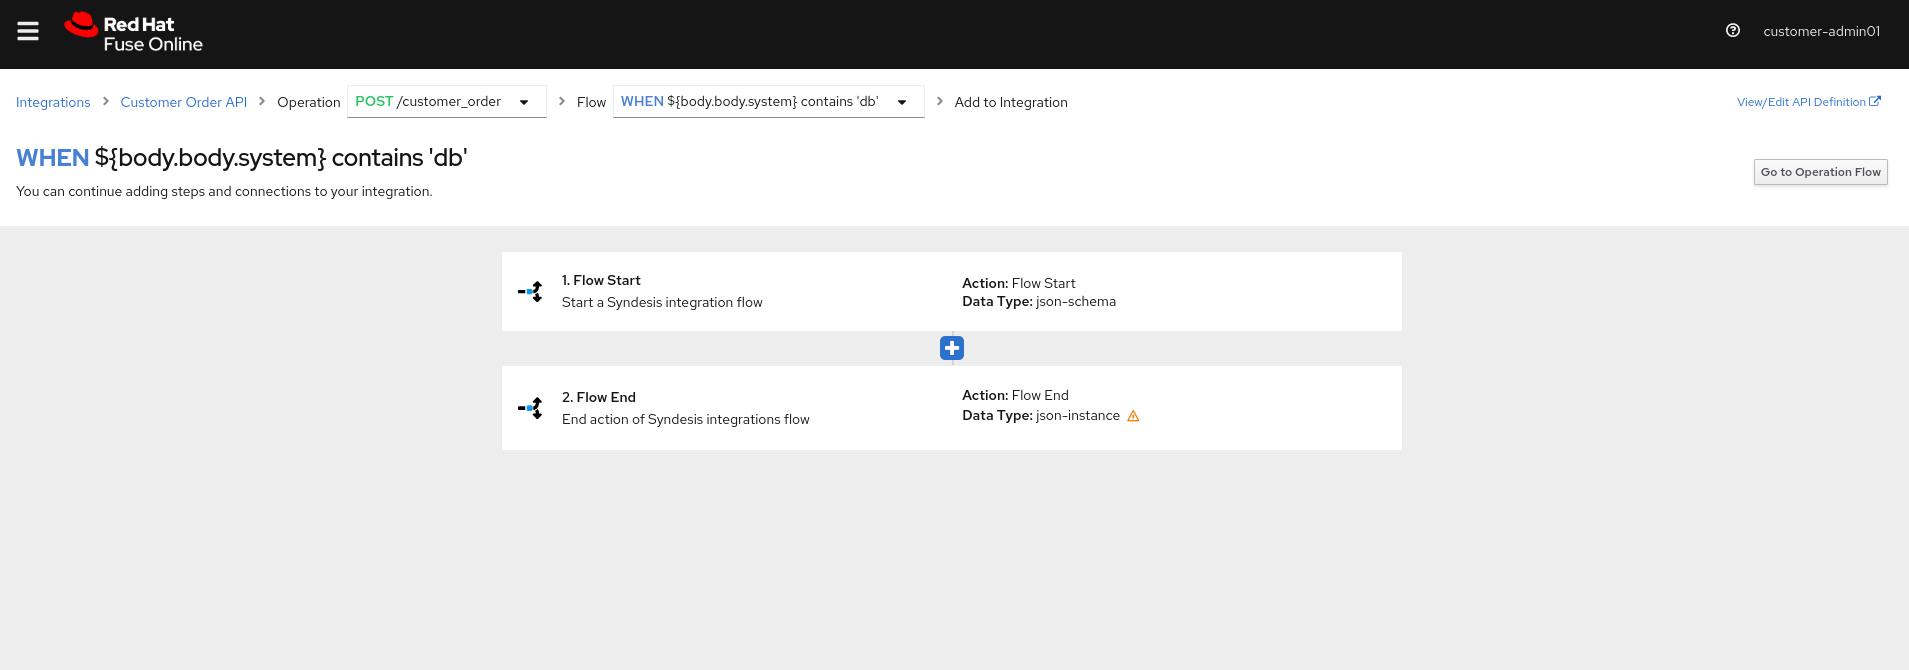 Red Hat
Fuse Online
customer-admin01
Integrations > Customer Order API > Operation POST /customer_order > Flow WHEN ${body.body.system} contains 'db' > Add to Integration
View/Edit API Definition
WHEN ${body.body.system} contains 'db'
You can continue adding steps and connections to your integration.
Go to Operation Flow
1. Flow Start
Start a Syndesis integration flow
Action: Flow Start
Data Type: json-schema
2. Flow End
End action of Syndesis integrations flow
Action: Flow End
Data Type: json-instance